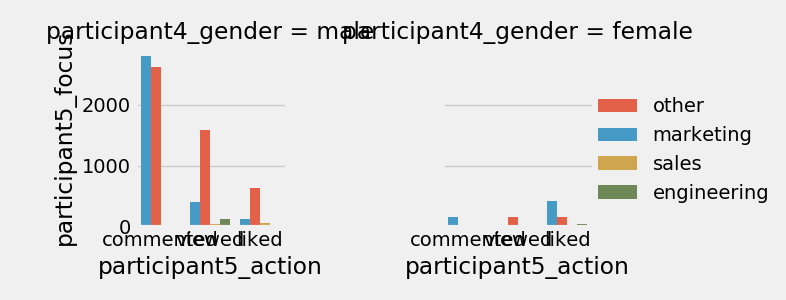 participant4_gender = male
participant4_gender = female
participant5_focus
2000
1000
0
commented
viewed
liked
participant5_action
commented
viewed
liked
participant5_action
other
marketing
sales
engineering